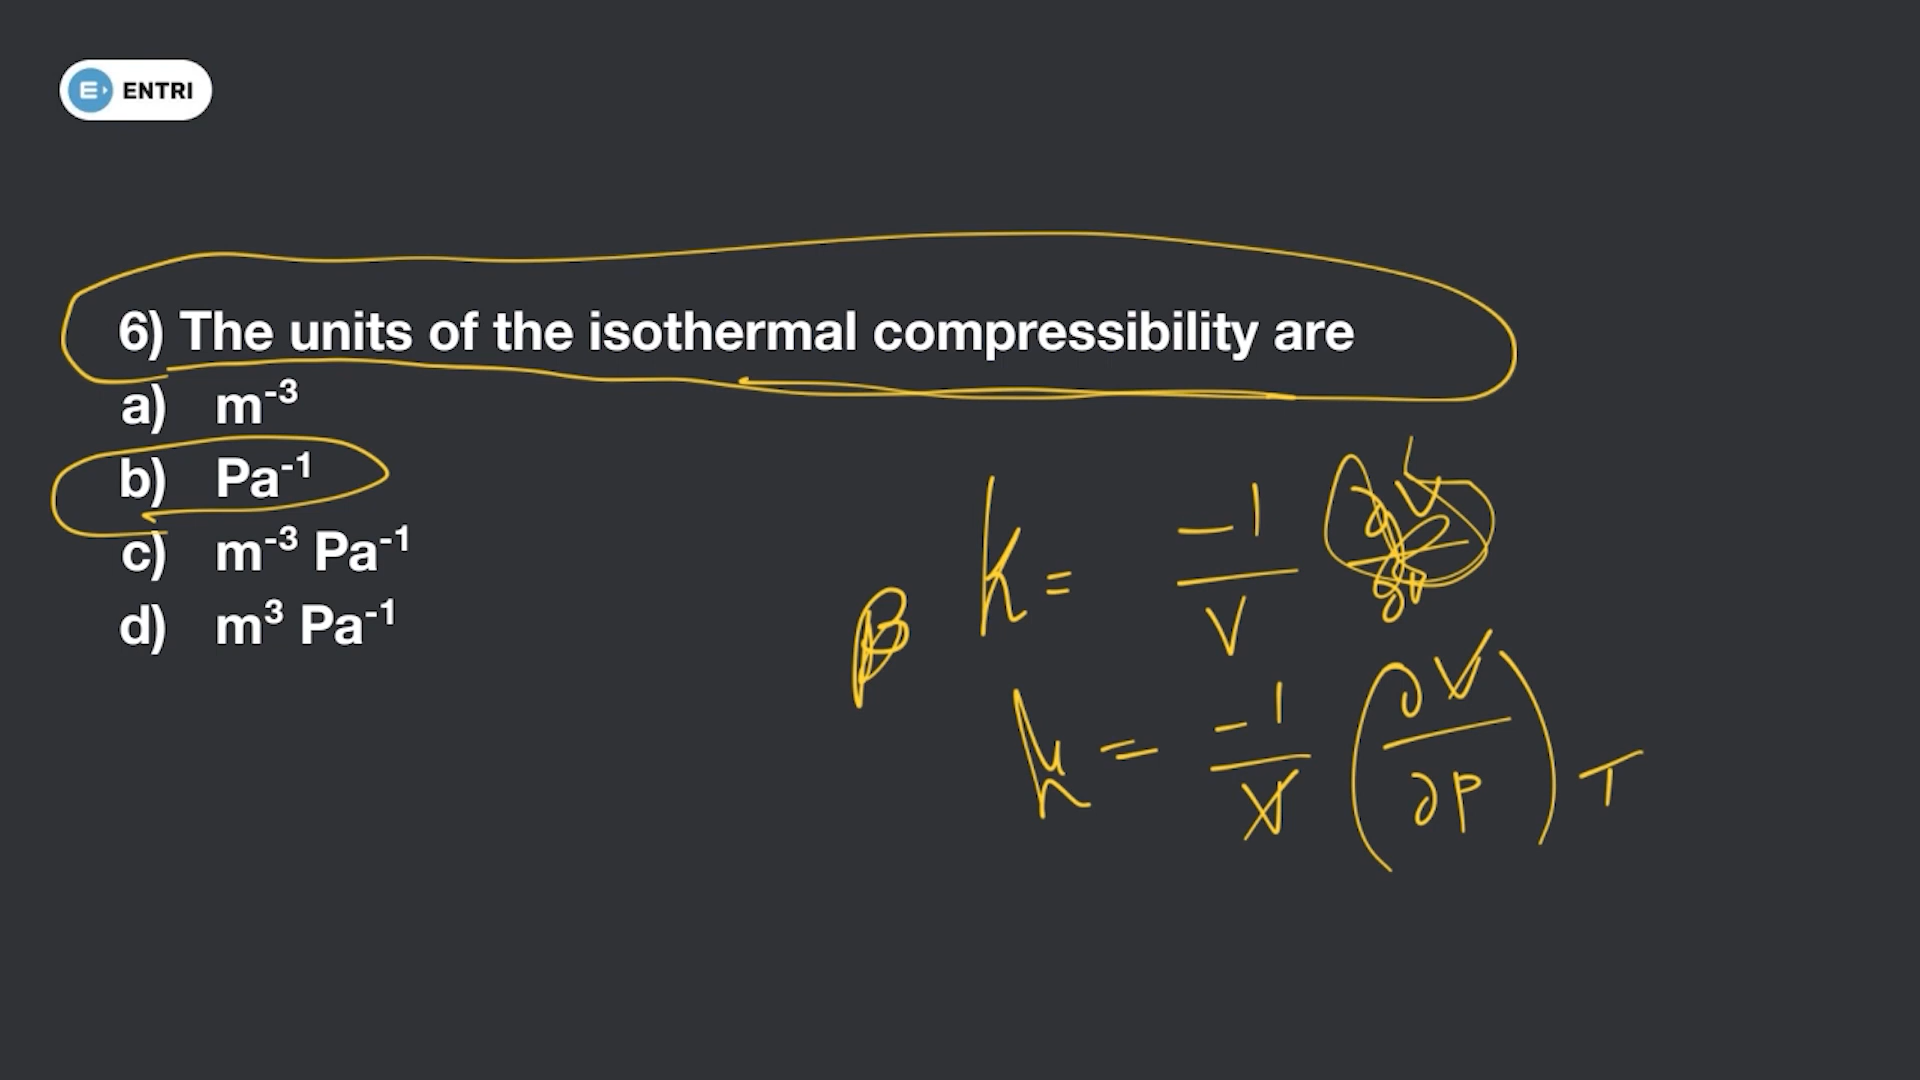 ENTRI
6) The units of the isothermal compressibility are
a) m⁻³
b) Pa⁻¹
c) m⁻³ Pa⁻¹
d) m³ Pa⁻¹
β
k = -1/V
k = -1/V (∂V/∂P)T